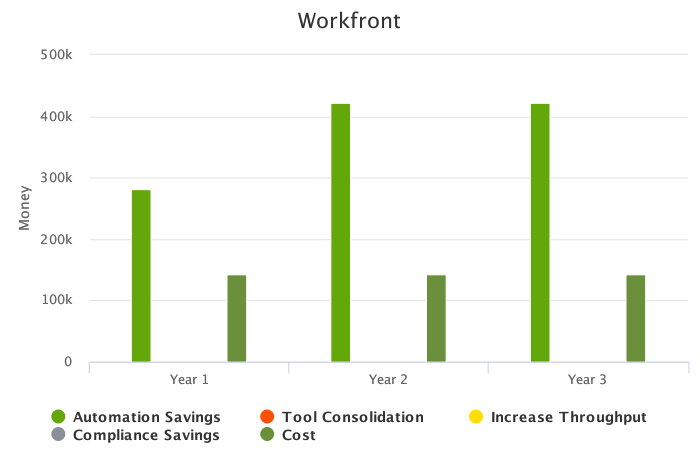 Workfront
500k
400k
300k
200k
100k
0
Money
Year 1
Year 2
Year 3
Automation Savings
Tool Consolidation
Increase Throughput
Compliance Savings
Cost